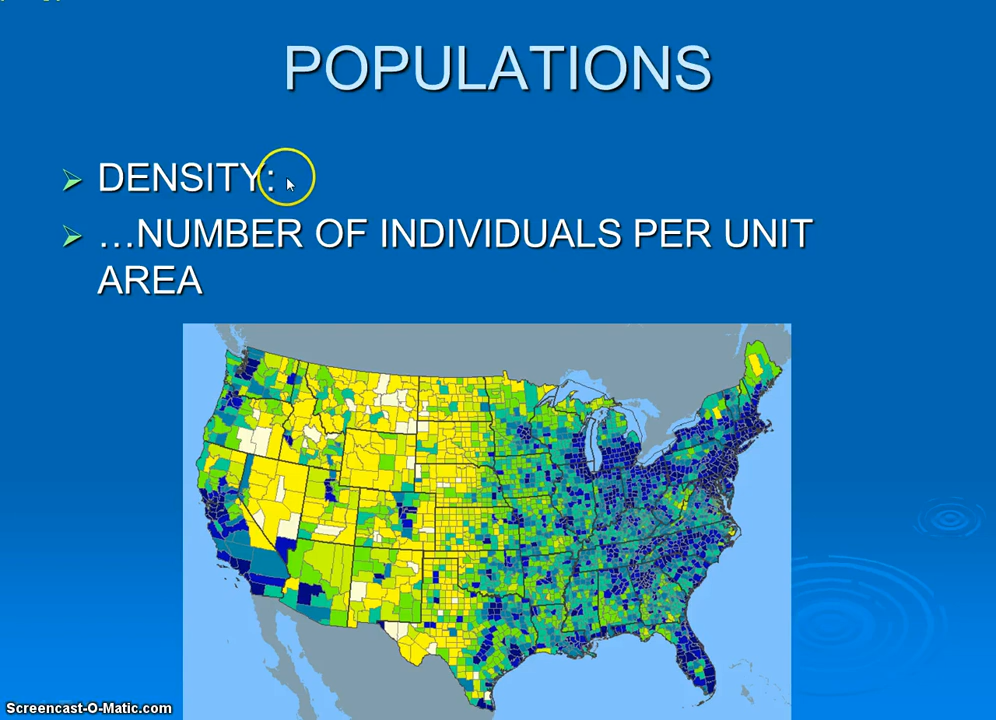 POPULATIONS
DENSITY:
…NUMBER OF INDIVIDUALS PER UNIT
AREA
Screencast-O-Matic.com